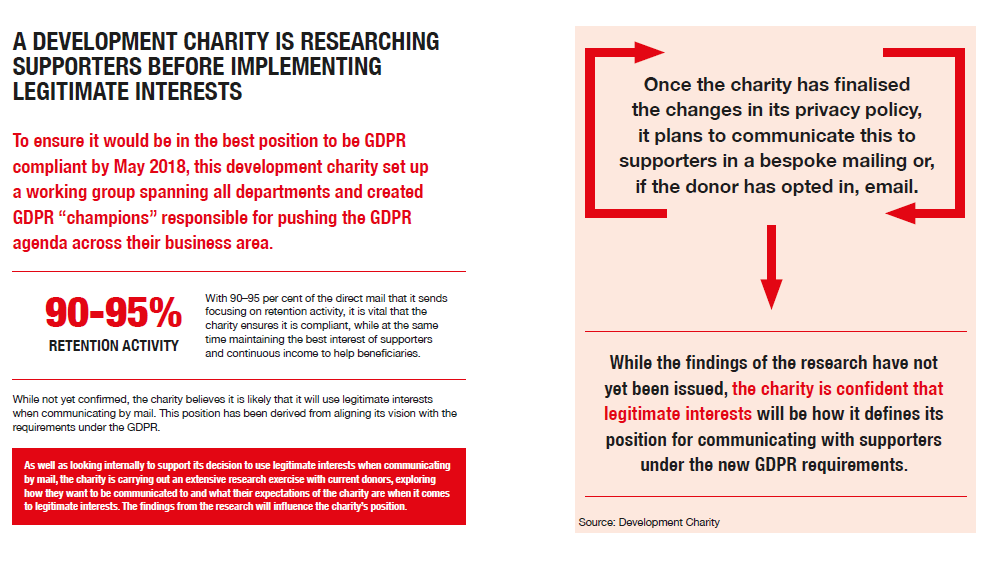 A DEVELOPMENT CHARITY IS RESEARCHING
SUPPORTERS BEFORE IMPLEMENTING
LEGITIMATE INTERESTS
To ensure it would be in the best position to be GDPR
compliant by May 2018, this development charity set up
a working group spanning all departments and created
GDPR “champions” responsible for pushing the GDPR
agenda across their business area.
90-95%
RETENTION ACTIVITY
With 90–95 per cent of the direct mail that it sends
focusing on retention activity, it is vital that the
charity ensures it is compliant, while at the same
time maintaining the best interest of supporters
and continuous income to help beneficiaries.
While not yet confirmed, the charity believes it is likely that it will use legitimate interests
when communicating by mail. This position has been derived from aligning its vision with the
requirements under the GDPR.
As well as looking internally to support its decision to use legitimate interests when communicating
by mail, the charity is carrying out an extensive research exercise with current donors, exploring
how they want to be communicated to and what their expectations of the charity are when it comes
to legitimate interests. The findings from the research will influence the charity’s position.
Once the charity has finalised
the changes in its privacy policy,
it plans to communicate this to
supporters in a bespoke mailing or,
if the donor has opted in, email.
While the findings of the research have not
yet been issued, the charity is confident that
legitimate interests will be how it defines its
position for communicating with supporters
under the new GDPR requirements.
Source: Development Charity